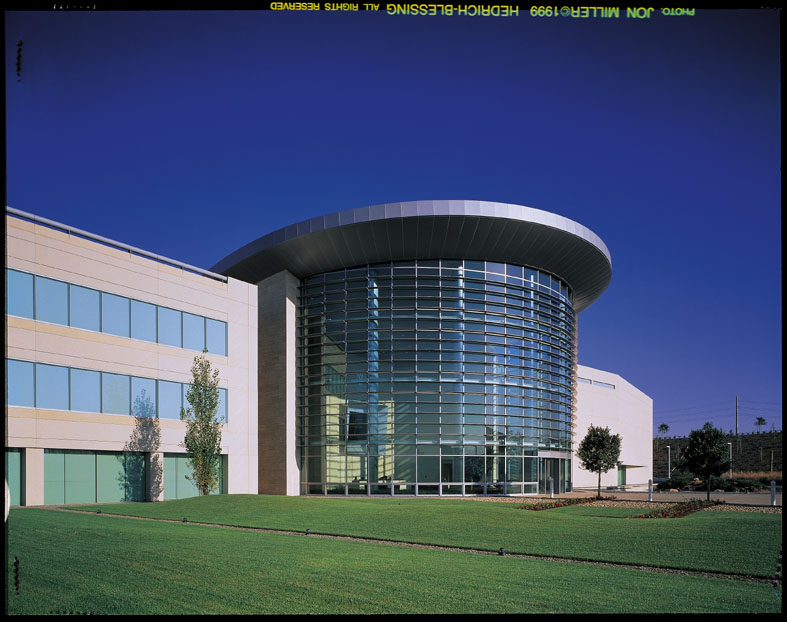 PHOTO: JON MILLER©1999 HEDRICH-BLESSING ALL RIGHTS RESERVED